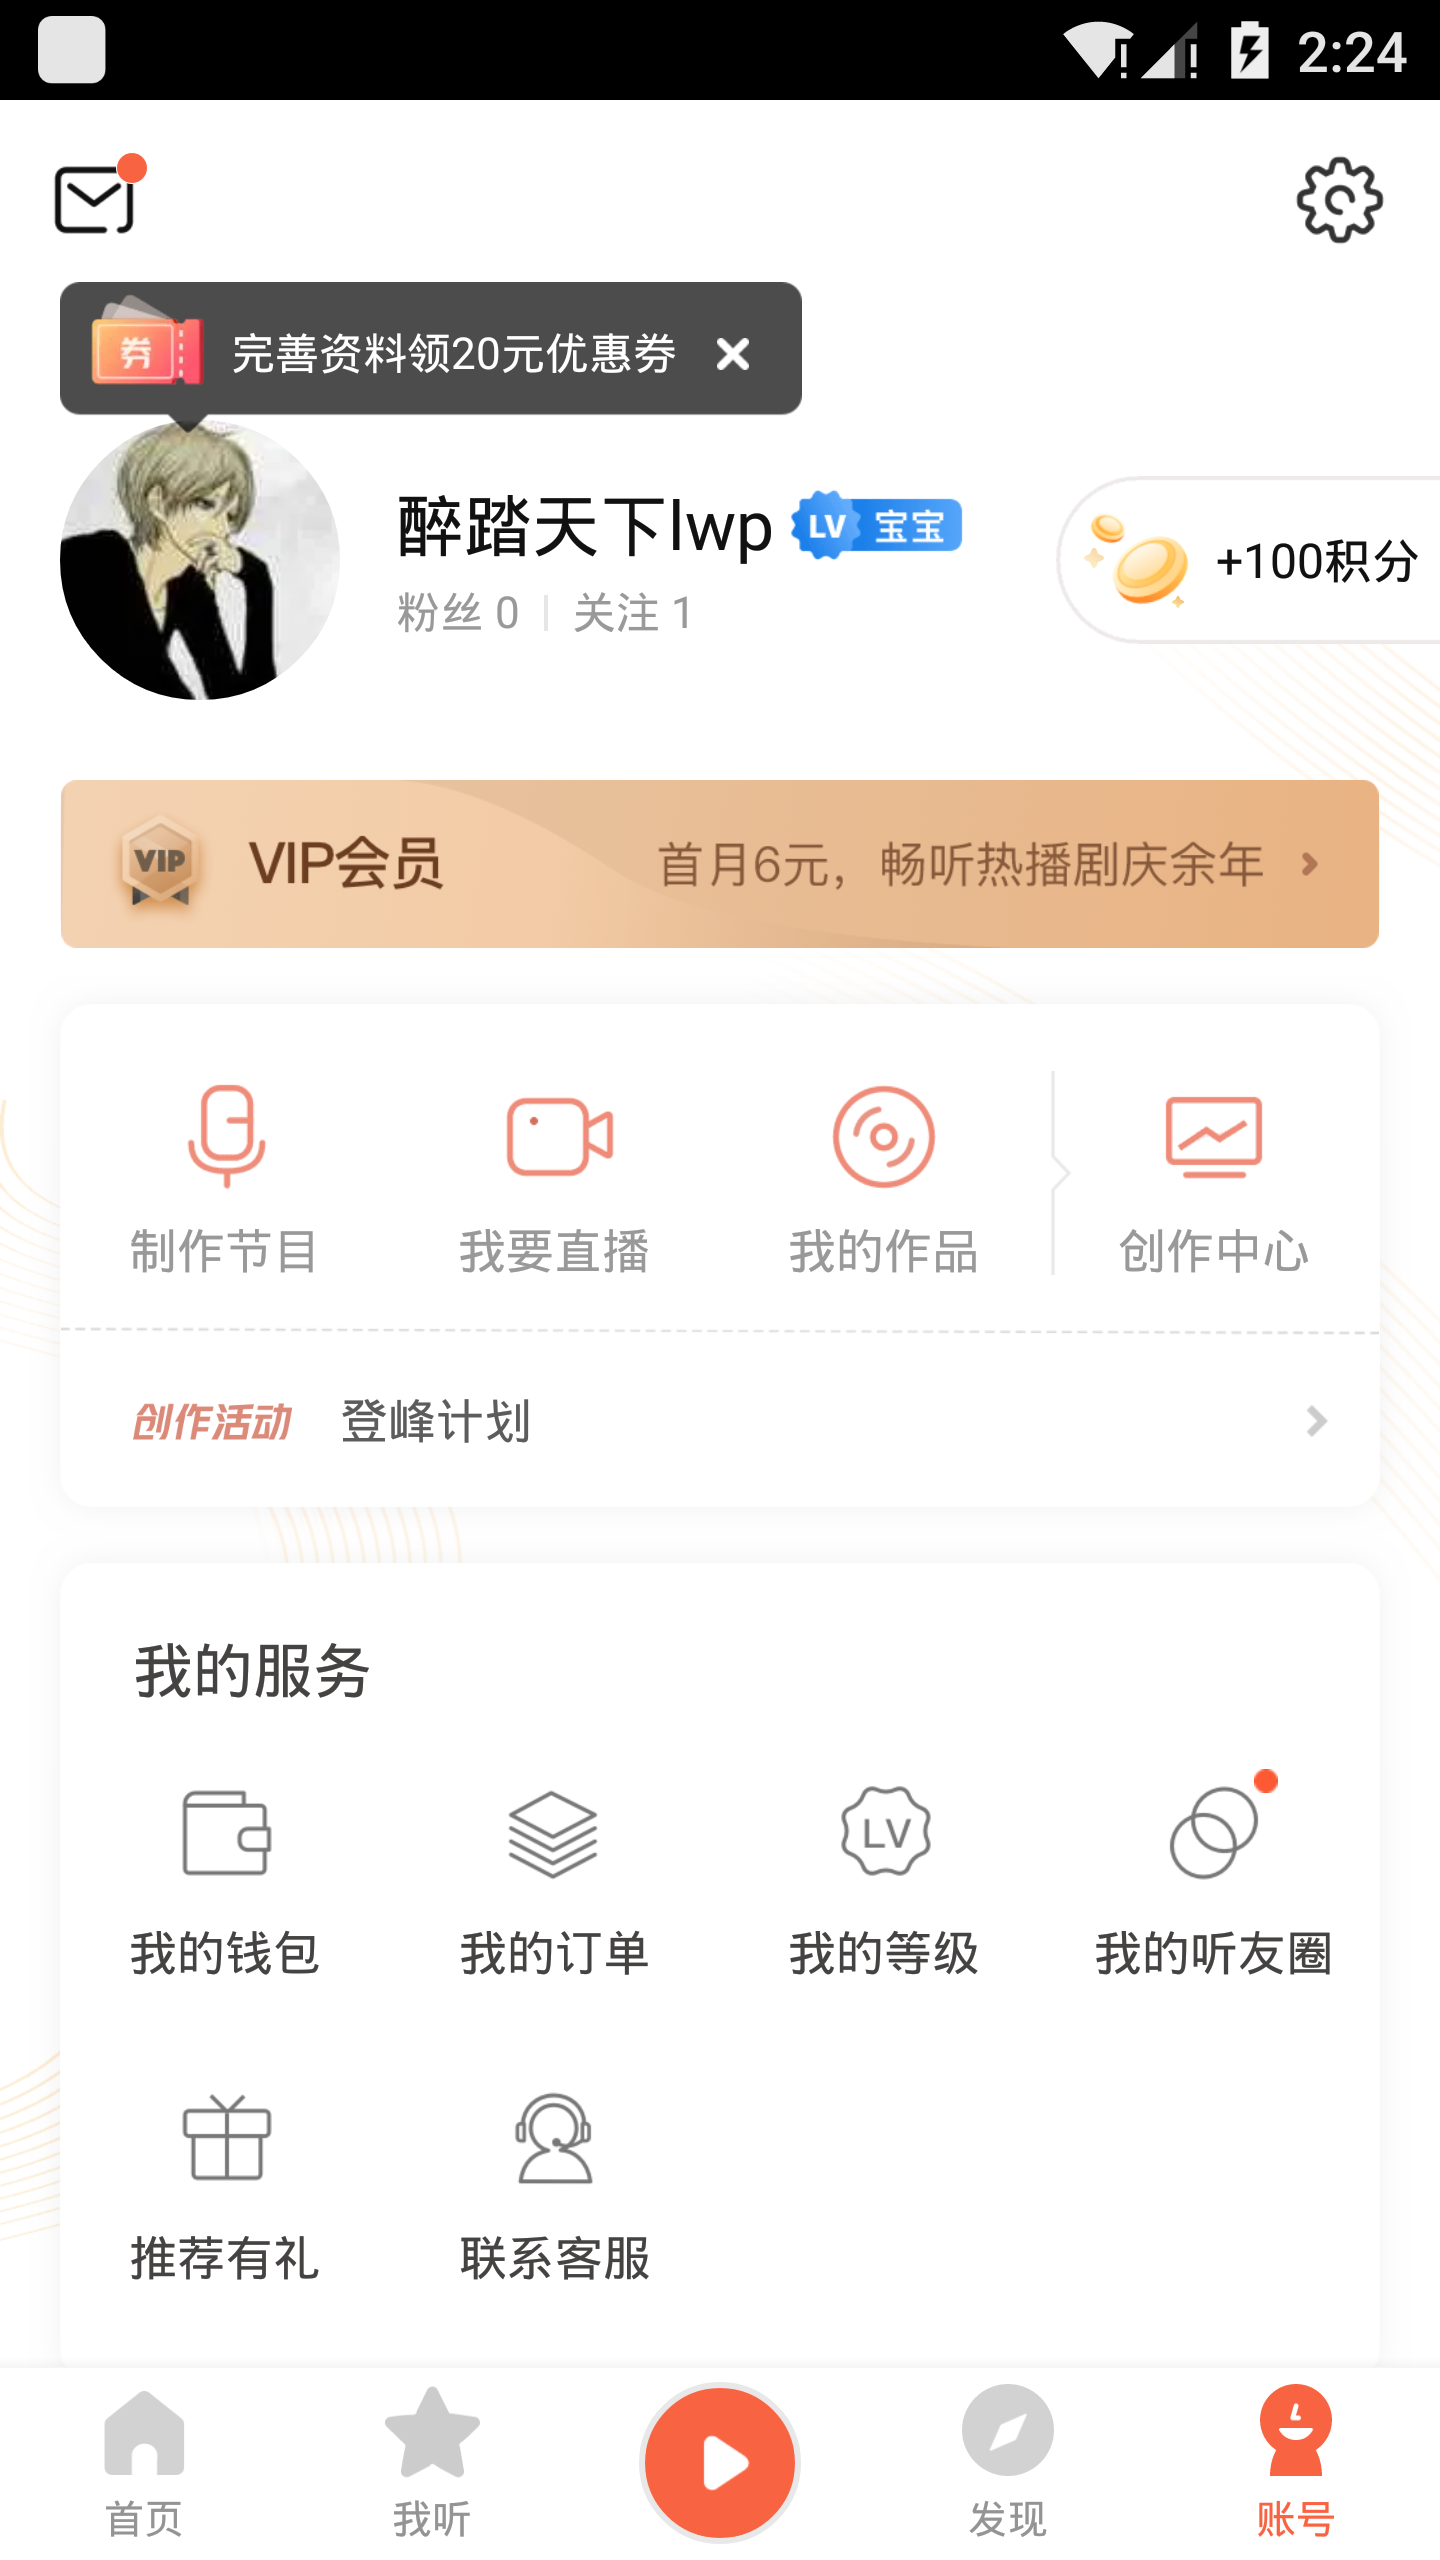 2:24
券 完善资料领20元优惠券
醉踏天下lwp LV 宝宝
粉丝 0 关注 1
+100积分
VIP VIP会员 首月6元，畅听热播剧庆余年
制作节目 我要直播 我的作品 创作中心
创作活动 登峰计划
我的服务
LV
我的钱包 我的订单 我的等级 我的听友圈
推荐有礼 联系客服
首页 我听 发现 账号